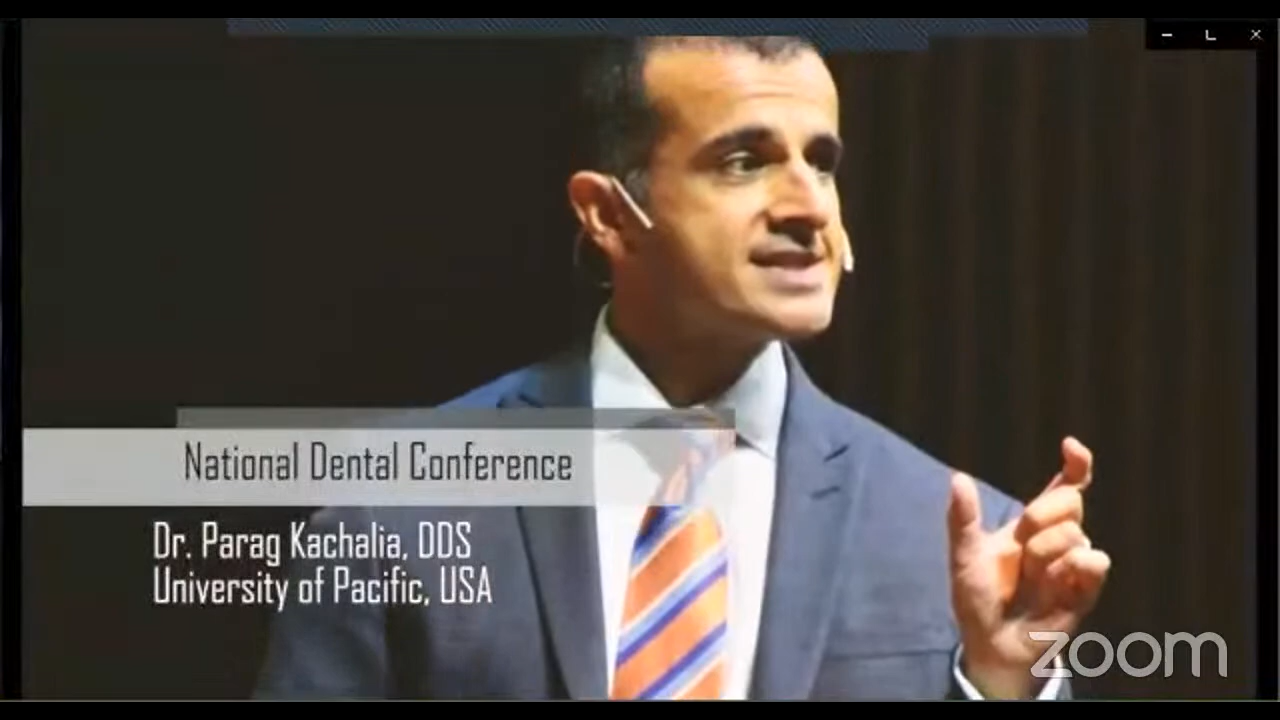 National Dental Conference
Dr. Parag Kachalia, DDS
University of Pacific, USA
zoom